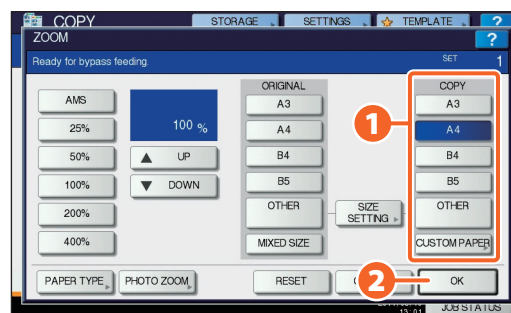 COPY STORAGE SETTINGS TEMPLATE ?
ZOOM ?
Ready for bypass feeding. SET 1
ORIGINAL COPY
AMS A3 A3
25% 100 % A4 1 A4
50% UP B4 B4
100% DOWN B5 B5
200% OTHER SIZE SETTING OTHER
400% MIXED SIZE CUSTOM PAPER
PAPER TYPE PHOTO ZOOM RESET 2 OK
13:01 JOB STATUS